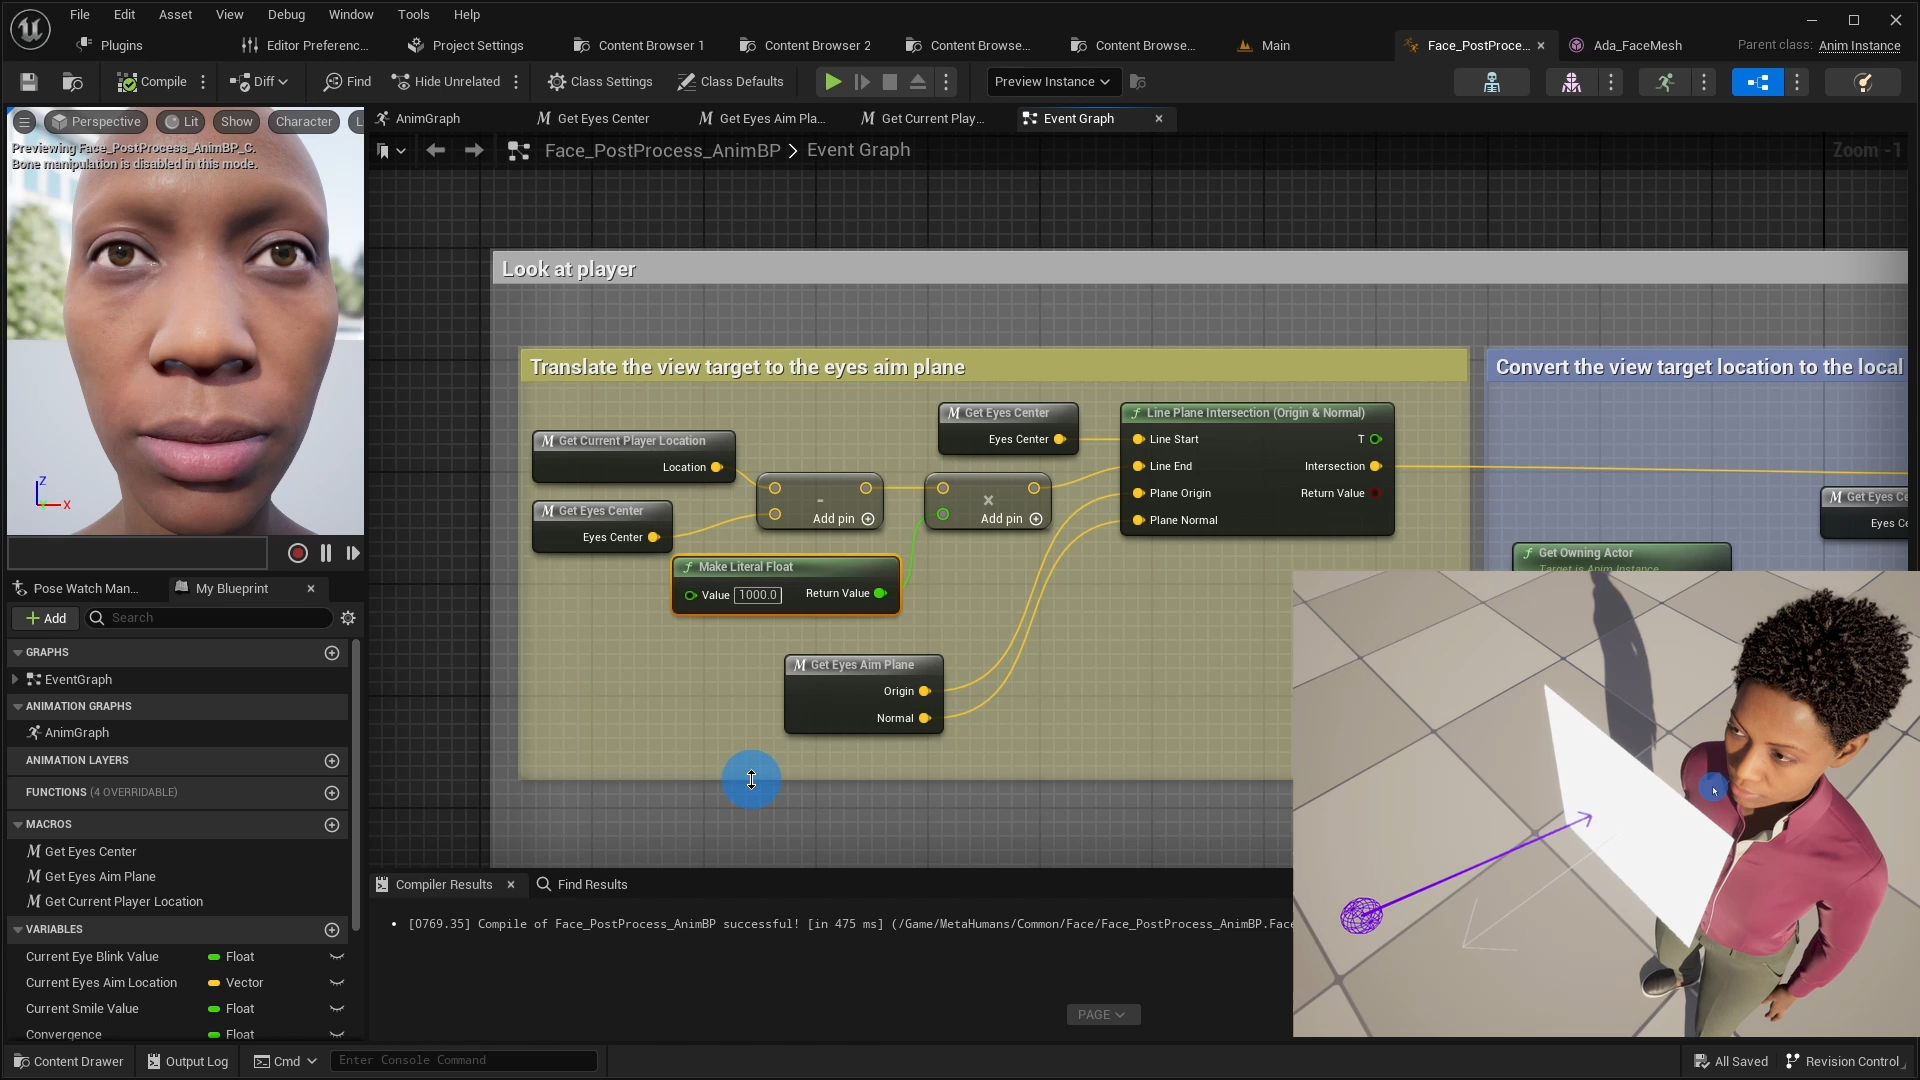 File Edit Asset View Debug Window Tools Help
Plugins Editor Preferenc... Project Settings Content Browser 1 Content Browser 2 Content Browse... Content Browse... Main Face_PostProce... Ada_FaceMesh Parent class: Anim Instance
Compile Diff Find Hide Unrelated Class Settings Class Defaults Preview Instance
Perspective Lit Show Character L
Previewing Face_PostProcess_AnimBP_C.
Bone manipulation is disabled in this mode.
Z
X
AnimGraph Get Eyes Center Get Eyes Aim Pla... Get Current Play... Event Graph
Face_PostProcess_AnimBP > Event Graph Zoom -1
Look at player
Translate the view target to the eyes aim plane
Convert the view target location to the local
Get Current Player Location
Location
Get Eyes Center
Eyes Center
Make Literal Float
Value 1000.0 Return Value
-
Add pin
×
Add pin
Get Eyes Center
Eyes Center
Line Plane Intersection (Origin & Normal)
Line Start T
Line End Intersection
Plane Origin Return Value
Plane Normal
Get Eyes Aim Plane
Origin
Normal
Get Eyes Ce
Eyes Ce
Get Owning Actor
Target is Anim Instance
Pose Watch Man... My Blueprint
Add Search
GRAPHS
EventGraph
ANIMATION GRAPHS
AnimGraph
ANIMATION LAYERS
FUNCTIONS (4 OVERRIDABLE)
MACROS
Get Eyes Center
Get Eyes Aim Plane
Get Current Player Location
VARIABLES
Current Eye Blink Value Float
Current Eyes Aim Location Vector
Current Smile Value Float
Convergence Float
Compiler Results Find Results
[0769.35] Compile of Face_PostProcess_AnimBP successful! [in 475 ms] (/Game/MetaHumans/Common/Face/Face_PostProcess_AnimBP.Face
PAGE
Content Drawer Output Log Cmd Enter Console Command All Saved Revision Control